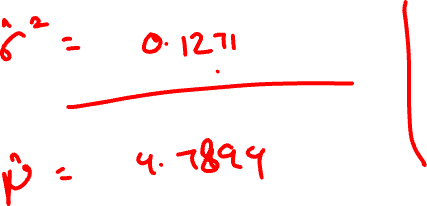 σ̂² = 0.1271
μ̂ = 4.7894